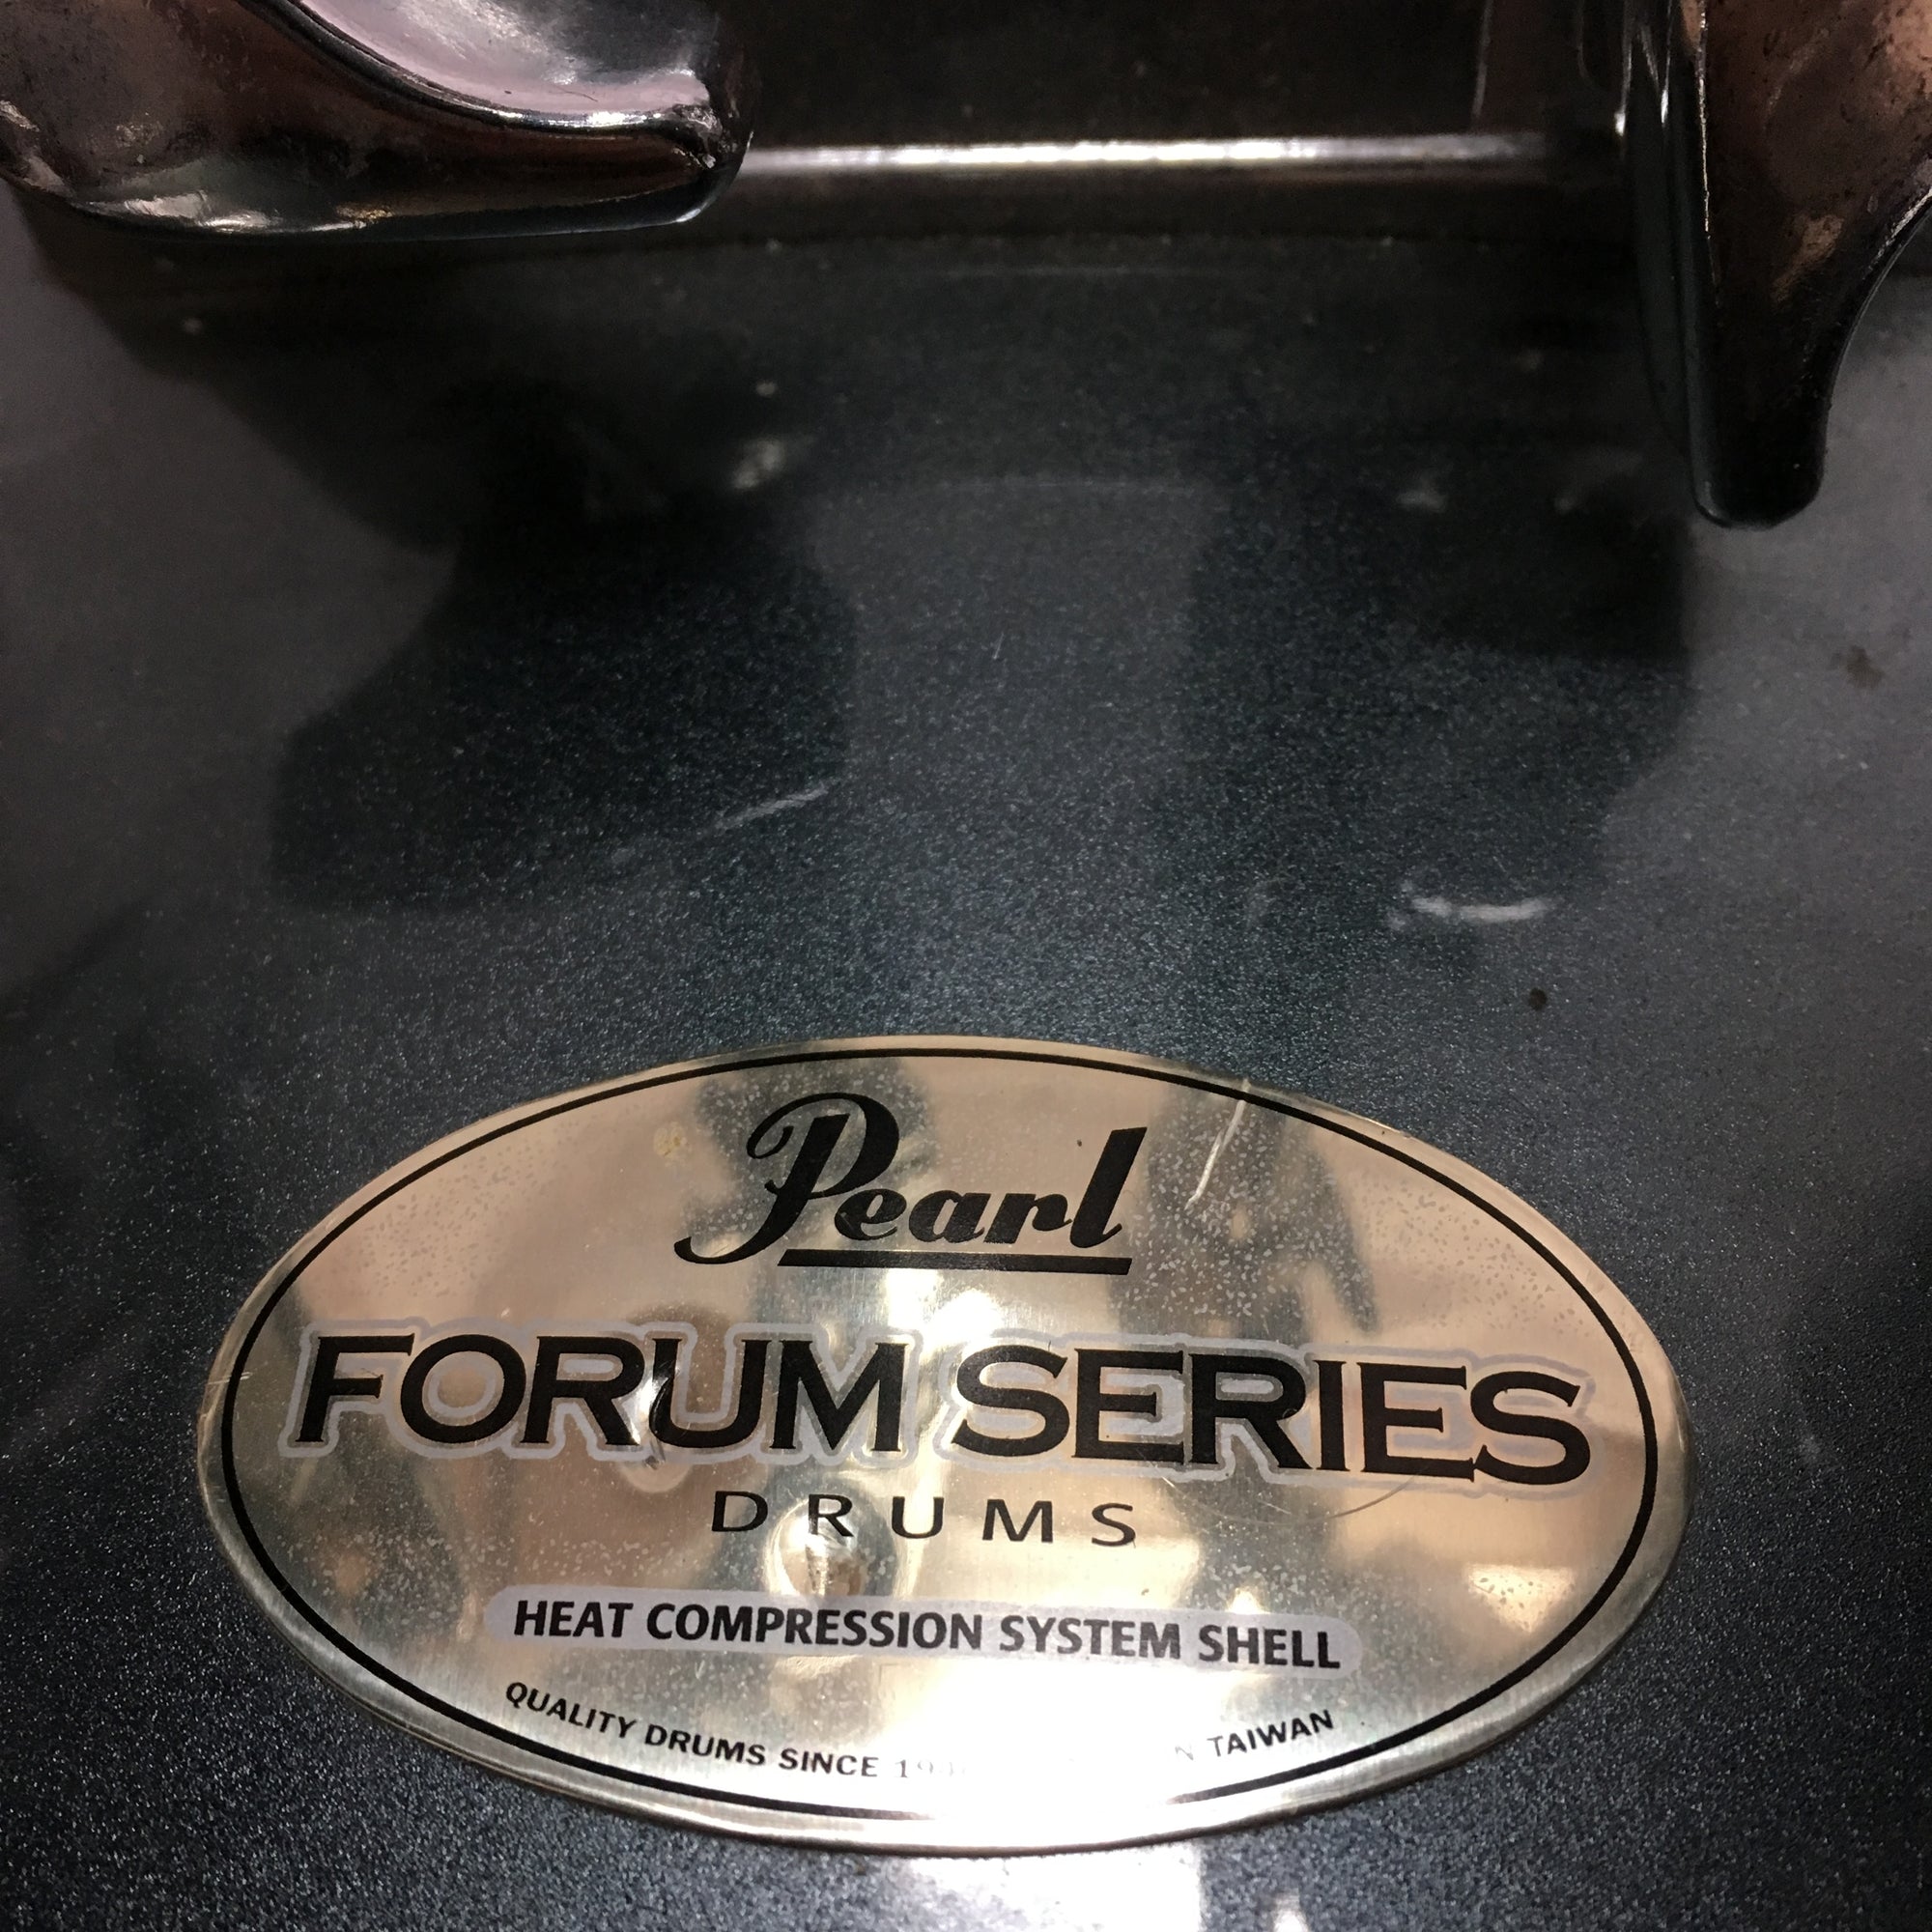 Pearl
FORUM SERIES
DRUMS
HEAT COMPRESSION SYSTEM SHELL
QUALITY DRUMS SINCE TAIWAN